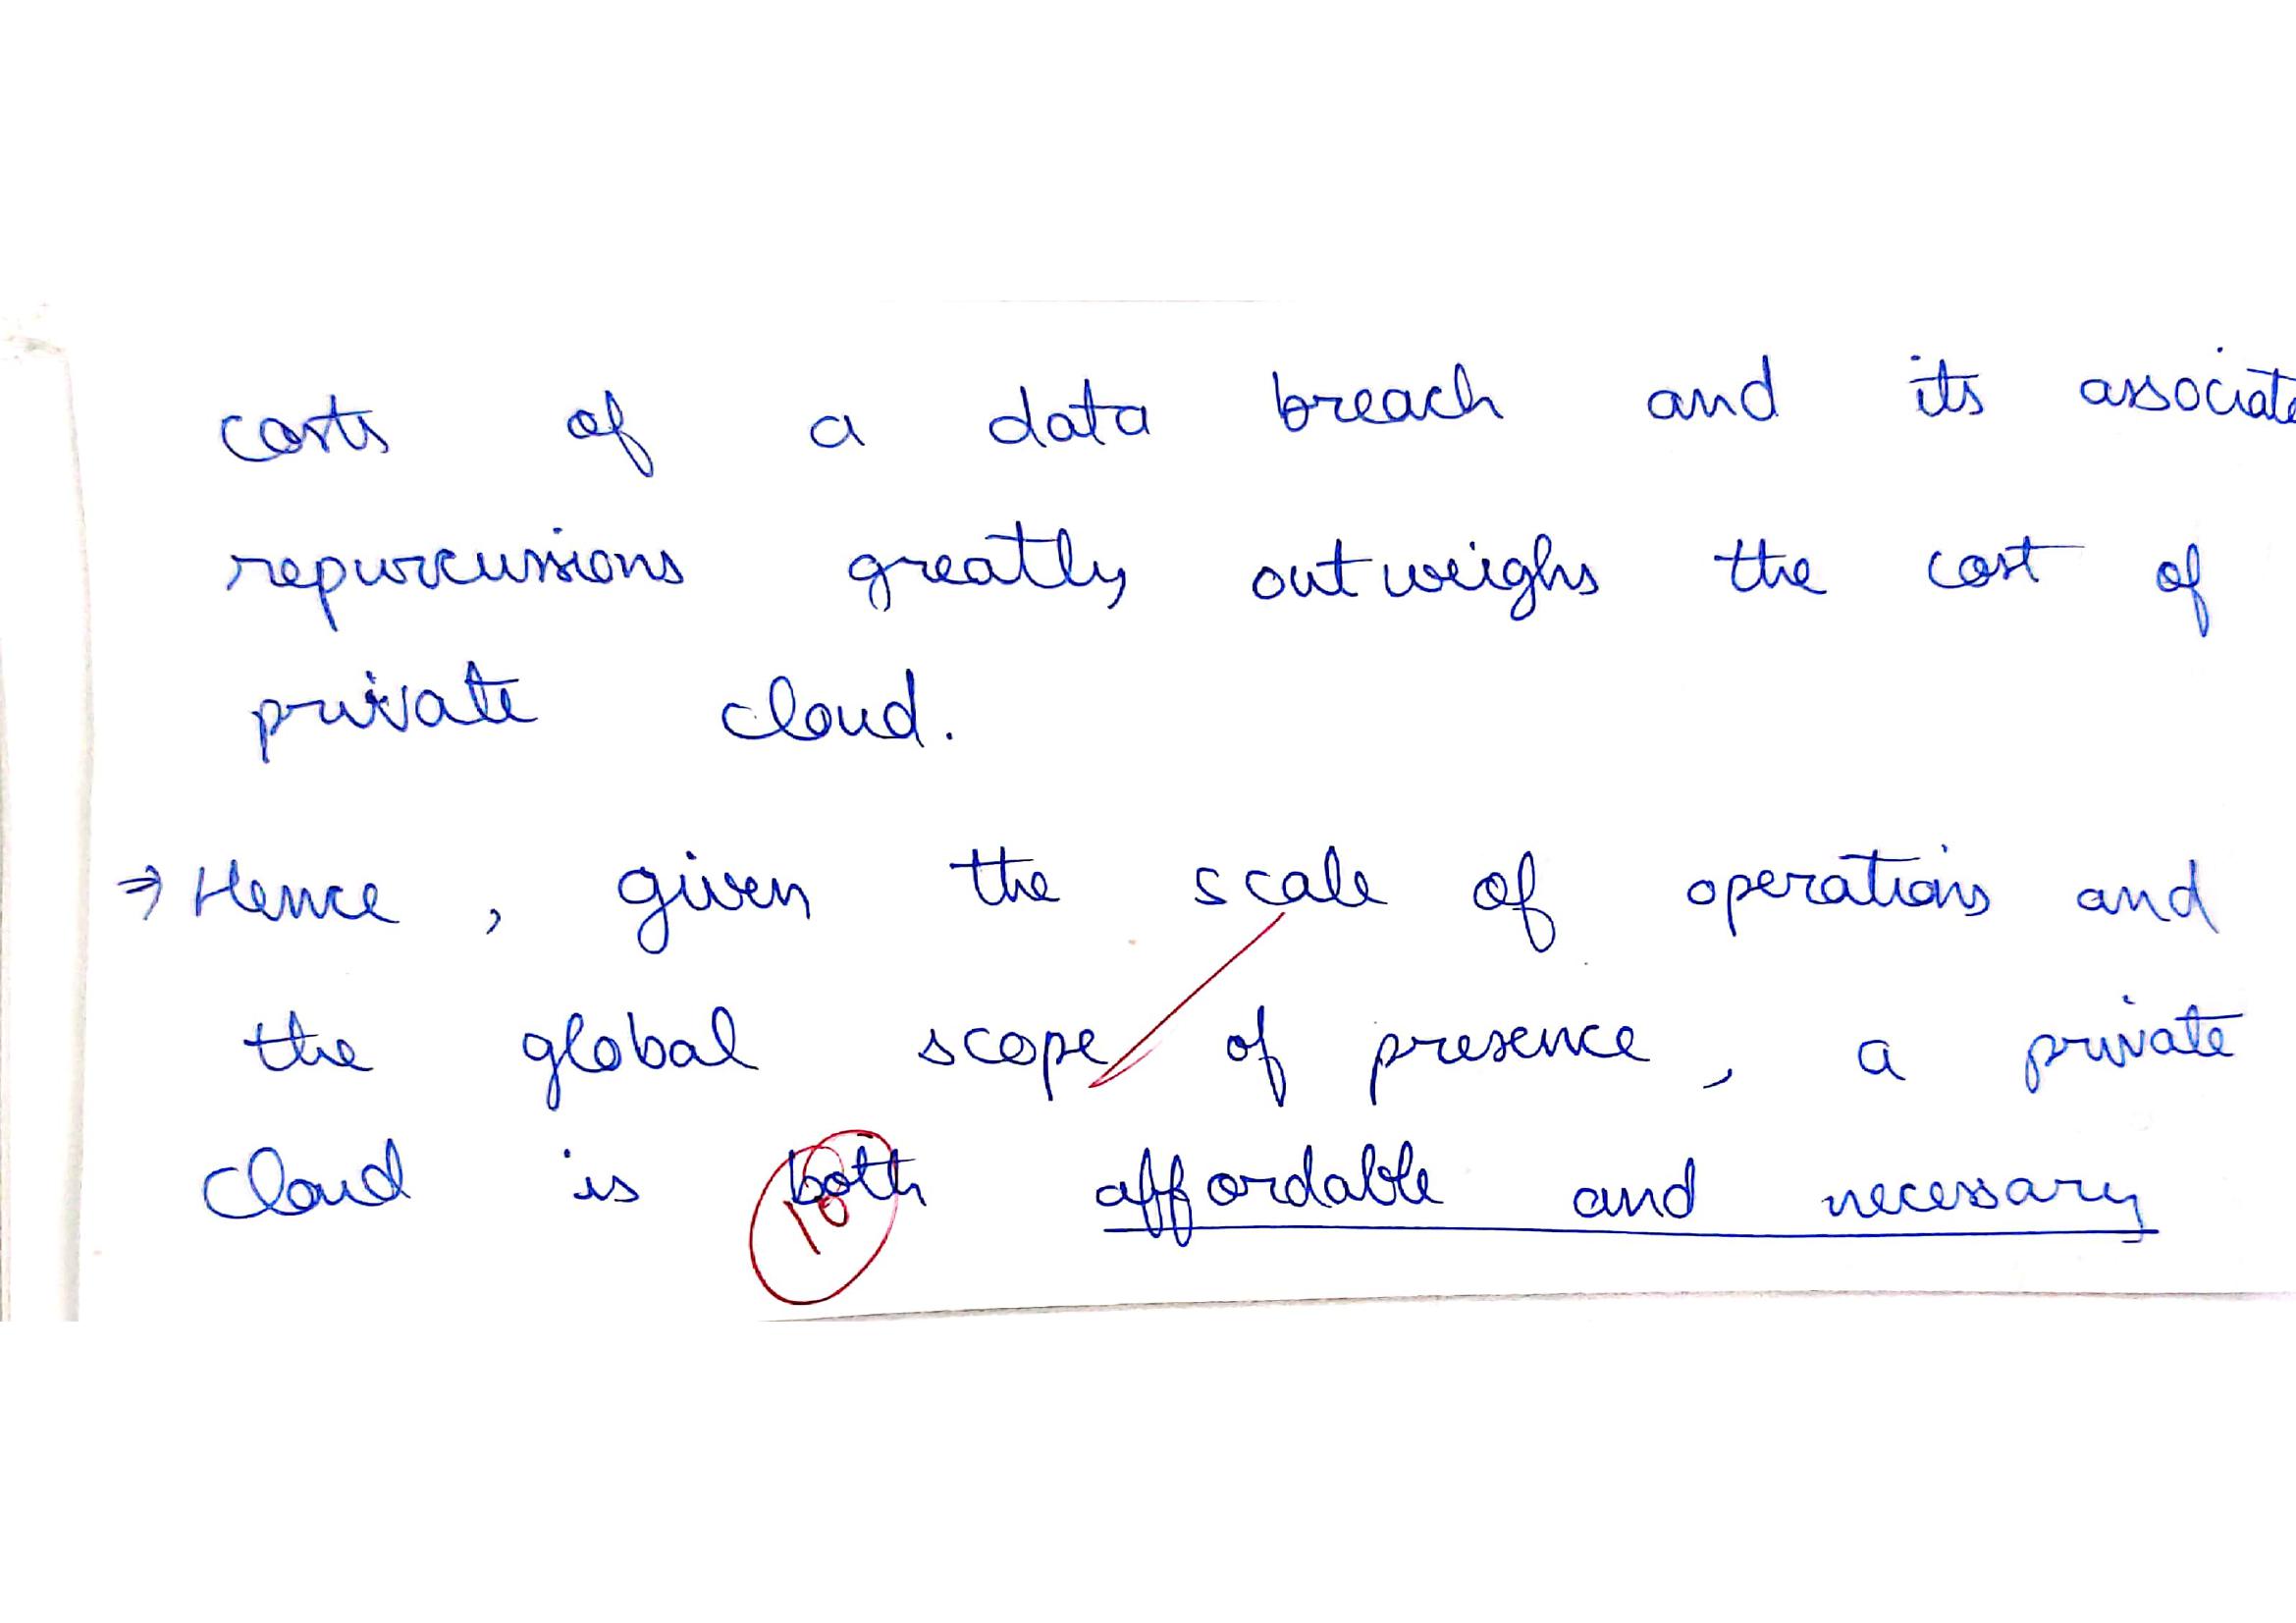 costs of a data breach and its associate
repurcussions greatly outweighs the cost of
private cloud.
⇒ Hence, given the scale of operations and
the global scope of presence, a private
cloud is both affordable and necessary
10